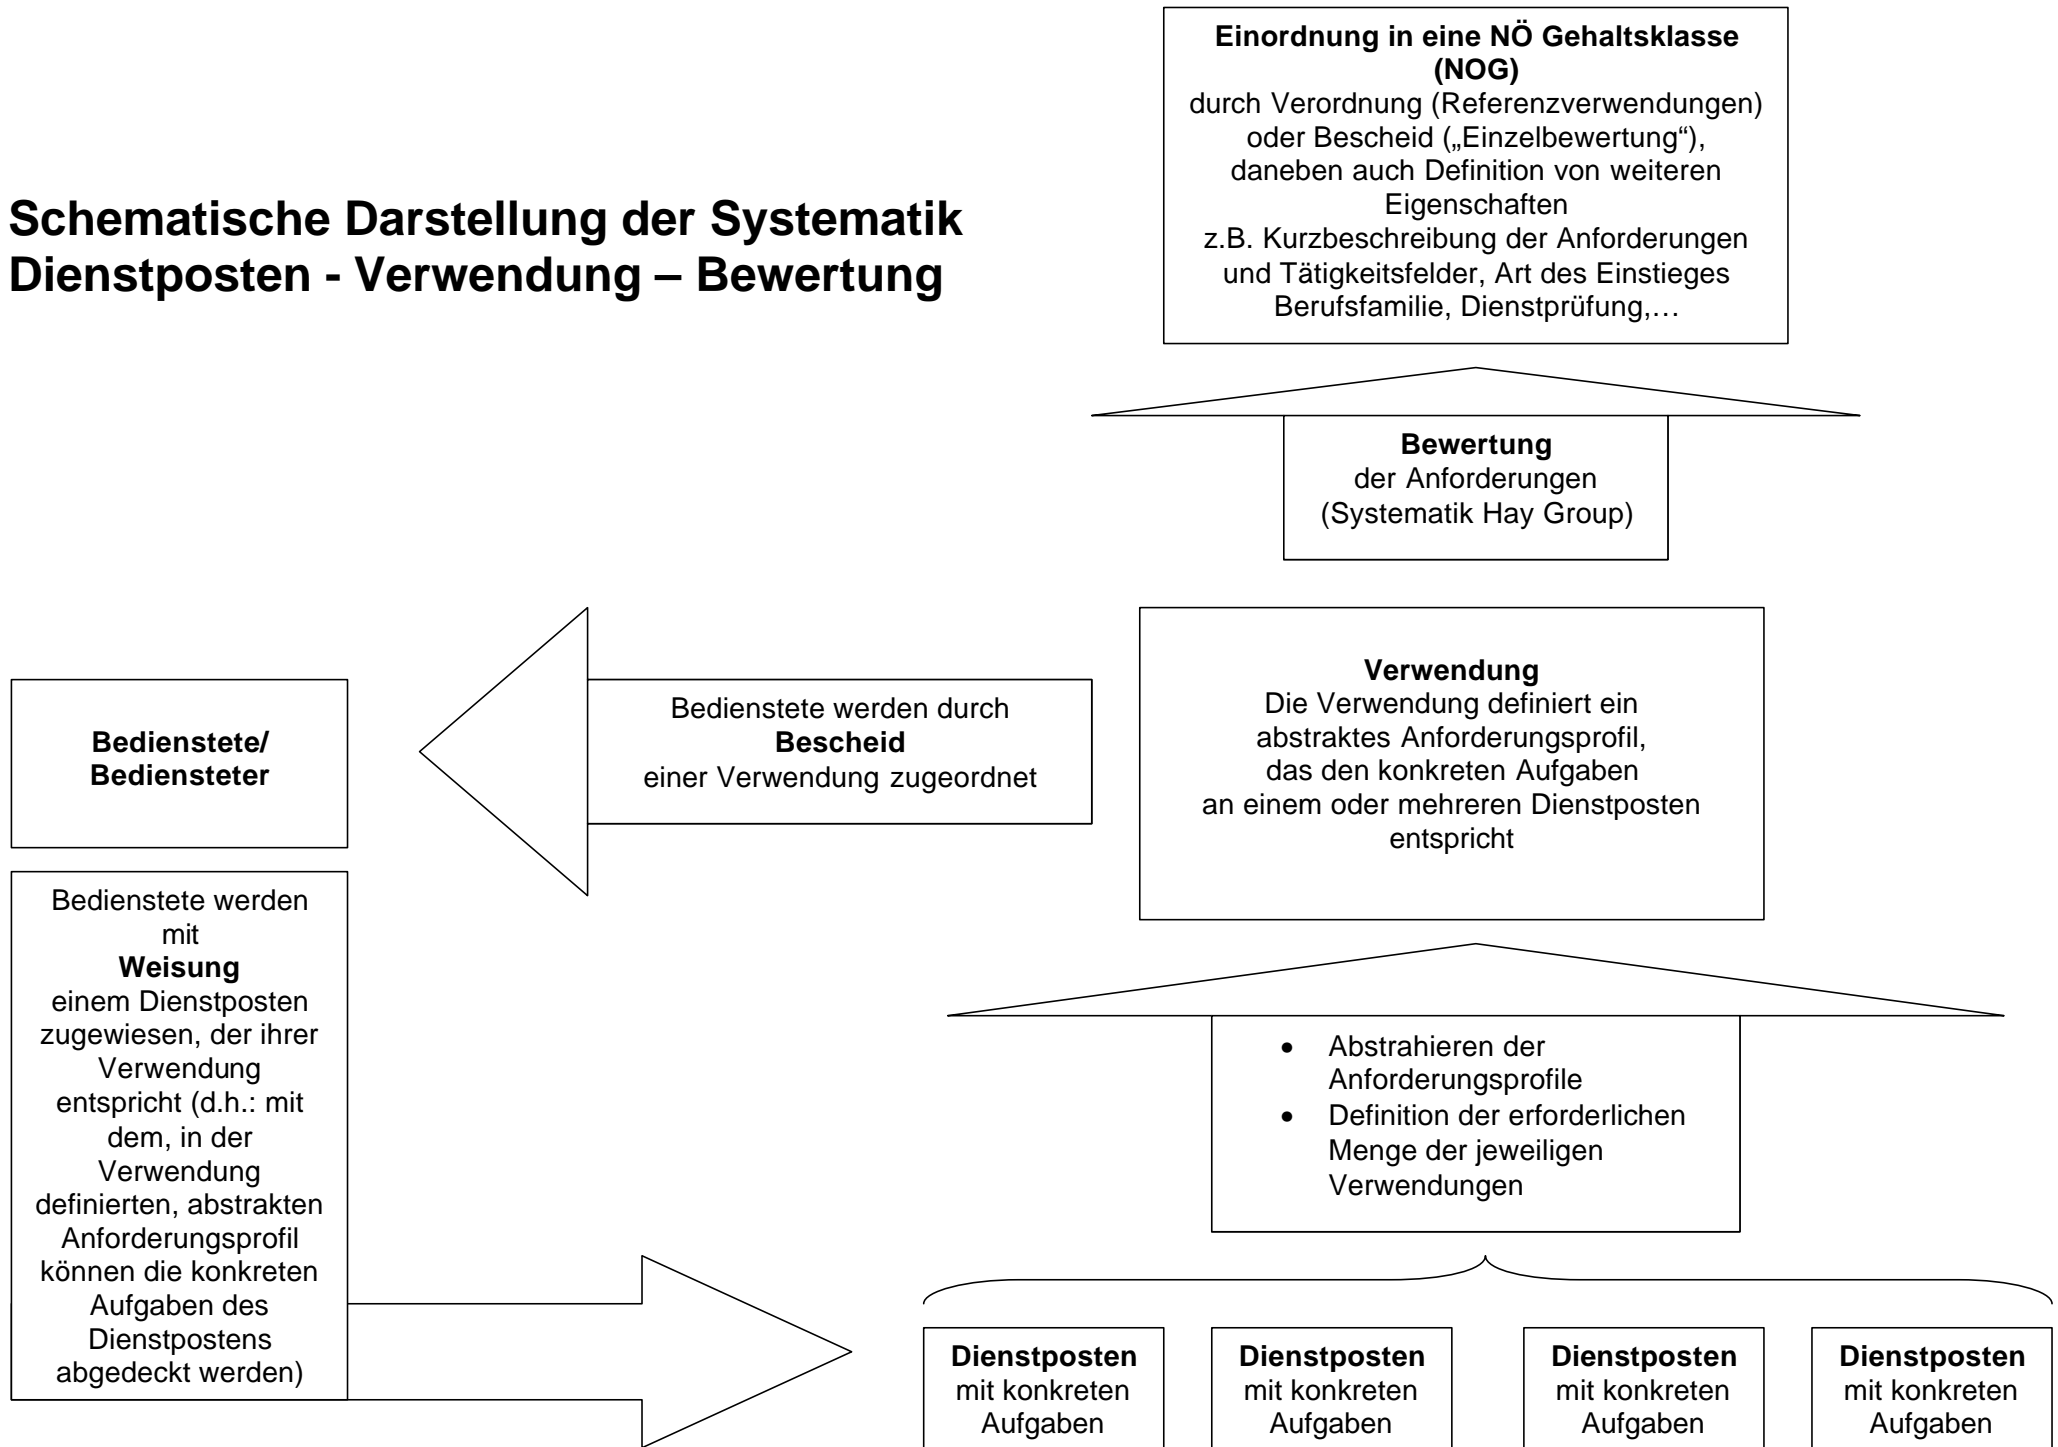 Einordnung in eine NÖ Gehaltsklasse
(NOG)
durch Verordnung (Referenzverwendungen)
oder Bescheid („Einzelbewertung“),
daneben auch Definition von weiteren
Eigenschaften
z.B. Kurzbeschreibung der Anforderungen
und Tätigkeitsfelder, Art des Einstieges
Berufsfamilie, Dienstprüfung,…
Schematische Darstellung der Systematik
Dienstposten - Verwendung – Bewertung
Bewertung
der Anforderungen
(Systematik Hay Group)
Verwendung
Die Verwendung definiert ein
abstraktes Anforderungsprofil,
das den konkreten Aufgaben
an einem oder mehreren Dienstposten
entspricht
Bedienstete werden durch
Bescheid
einer Verwendung zugeordnet
Bedienstete/
Bediensteter
Bedienstete werden
mit
Weisung
einem Dienstposten
zugewiesen, der ihrer
Verwendung
entspricht (d.h.: mit
dem, in der
Verwendung
definierten, abstrakten
Anforderungsprofil
können die konkreten
Aufgaben des
Dienstpostens
abgedeckt werden)
• Abstrahieren der
Anforderungsprofile
• Definition der erforderlichen
Menge der jeweiligen
Verwendungen
Dienstposten
mit konkreten
Aufgaben
Dienstposten
mit konkreten
Aufgaben
Dienstposten
mit konkreten
Aufgaben
Dienstposten
mit konkreten
Aufgaben